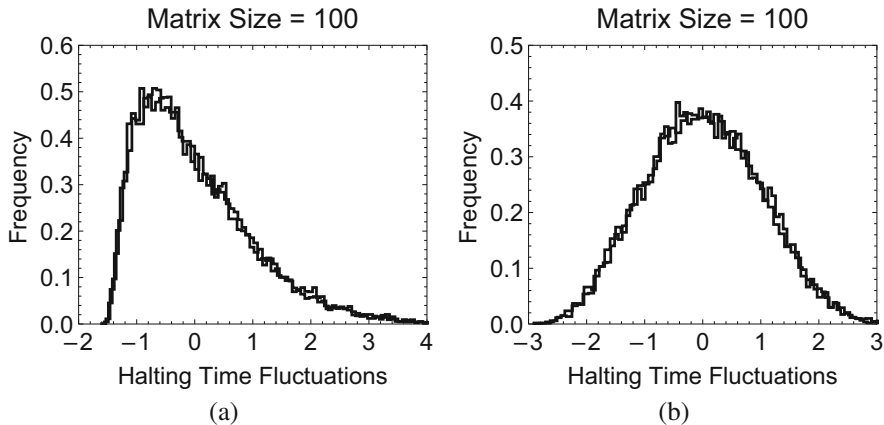 Matrix Size = 100
0.6
0.5
0.4
0.3
0.2
0.1
0.0
Frequency
−2 −1 0 1 2 3 4
Halting Time Fluctuations
(a)
Matrix Size = 100
0.5
0.4
0.3
0.2
0.1
0.0
Frequency
−3 −2 −1 0 1 2 3
Halting Time Fluctuations
(b)